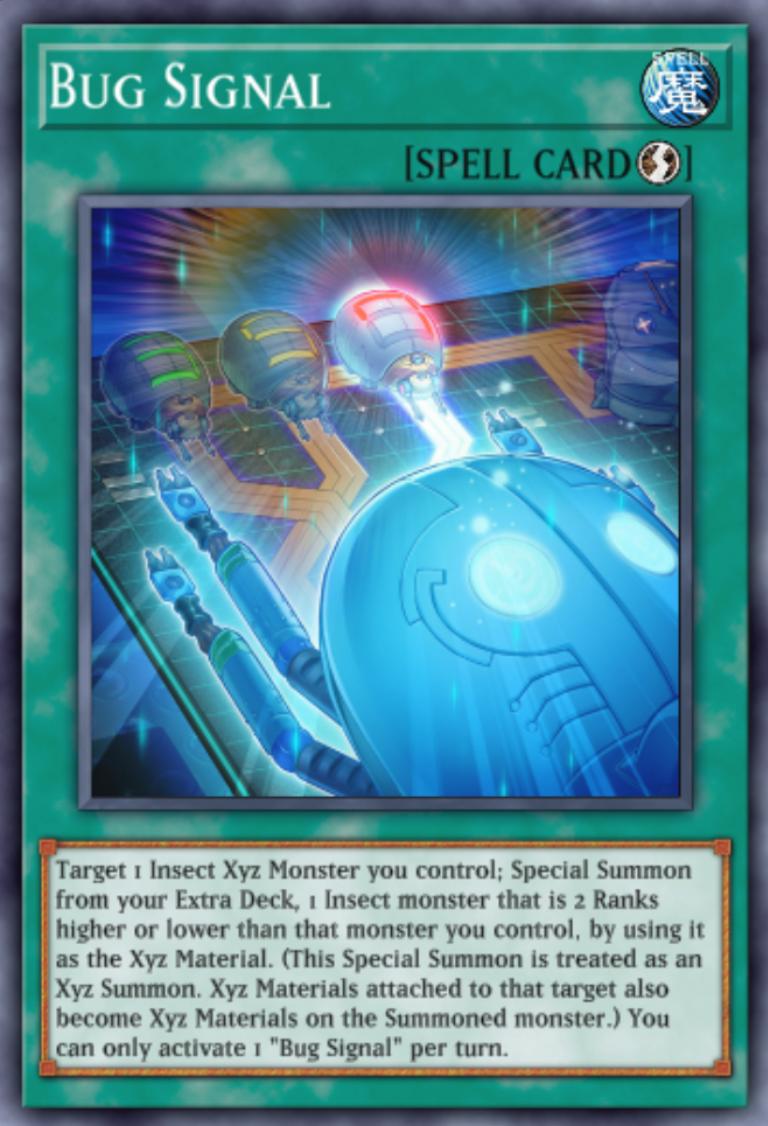 Bug Signal
SPELL
魔
[SPELL CARD]
Target 1 Insect Xyz Monster you control; Special Summon
from your Extra Deck, 1 Insect monster that is 2 Ranks
higher or lower than that monster you control, by using it
as the Xyz Material. (This Special Summon is treated as an
Xyz Summon. Xyz Materials attached to that target also
become Xyz Materials on the Summoned monster.) You
can only activate 1 "Bug Signal" per turn.